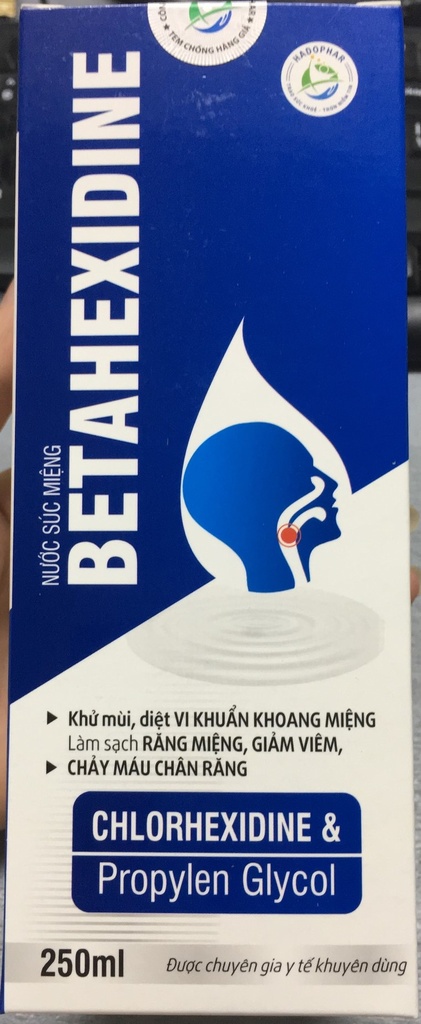 TEM CHỐNG HÀNG GIẢ
HADOPHAR
NƯỚC SÚC MIỆNG
BETAHEXIDINE
Khử mùi, diệt VI KHUẨN KHOANG MIỆNG
Làm sạch RĂNG MIỆNG, GIẢM VIÊM,
CHẢY MÁU CHÂN RĂNG
CHLORHEXIDINE &
Propylen Glycol
250ml
Được chuyên gia y tế khuyên dùng